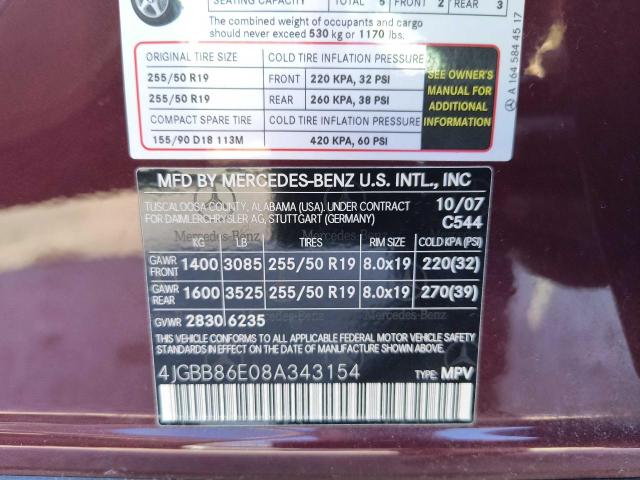 SEATING CAPACITY TOTAL 5 FRONT 2 REAR 3
The combined weight of occupants and cargo
should never exceed 530 kg or 1170 lbs.
ORIGINAL TIRE SIZE COLD TIRE INFLATION PRESSURE
255/50 R19 FRONT 220 KPA, 32 PSI
255/50 R19 REAR 260 KPA, 38 PSI
COMPACT SPARE TIRE COLD TIRE INFLATION PRESSURE
155/90 D18 113M 420 KPA, 60 PSI
SEE OWNER'S
MANUAL FOR
ADDITIONAL
INFORMATION
A 164 584 45 17
MFD BY MERCEDES-BENZ U.S. INTL., INC
TUSCALOOSA COUNTY, ALABAMA (USA), UNDER CONTRACT 10/07
FOR DAIMLERCHRYSLER AG, STUTTGART (GERMANY) C544
Mercedes-Benz Mercedes-Benz
KG LB TIRES RIM SIZE COLD KPA (PSI)
GAWR FRONT 1400 3085 255/50 R19 8.0x19 220(32)
GAWR REAR 1600 3525 255/50 R19 8.0x19 270(39)
GVWR 2830 6235
THIS VEHICLE CONFORMS TO ALL APPLICABLE FEDERAL MOTOR VEHICLE SAFETY
STANDARDS IN EFFECT ON THE DATE OF MANUFACTURE SHOWN ABOVE.
4JGBB86E08A343154 TYPE: MPV